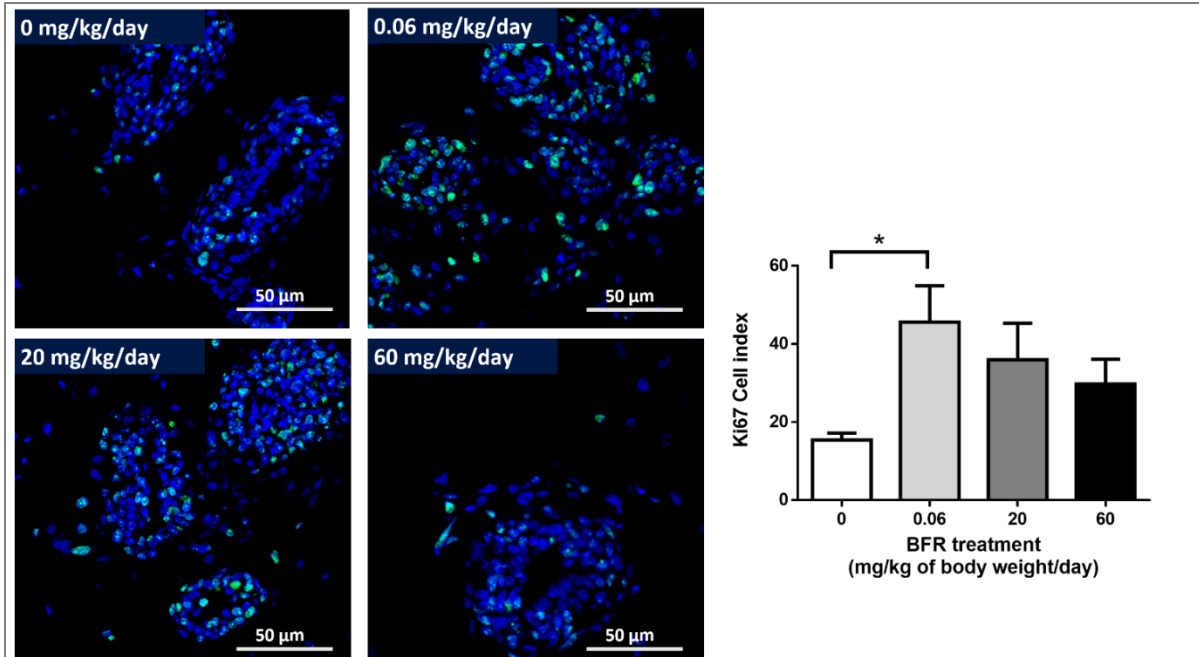 0 mg/kg/day
0.06 mg/kg/day
50 µm
50 µm
20 mg/kg/day
60 mg/kg/day
50 µm
50 µm
*
Ki67 Cell index
60
40
20
0
0 0.06 20 60
BFR treatment
(mg/kg of body weight/day)